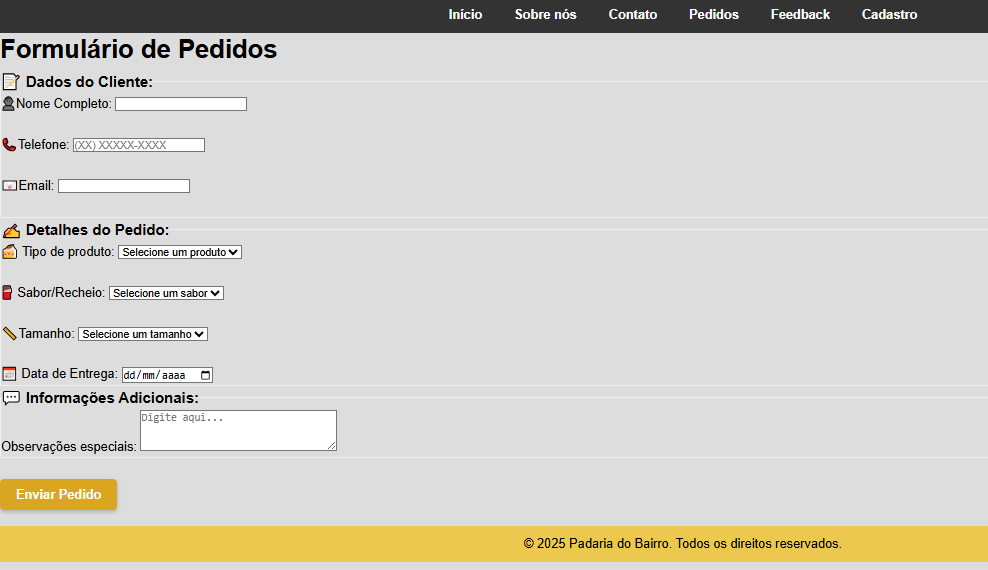 Início Sobre nós Contato Pedidos Feedback Cadastro
Formulário de Pedidos
Dados do Cliente:
Nome Completo:
Telefone: (XX) XXXXX-XXXX
Email:
Detalhes do Pedido:
Tipo de produto: Selecione um produto
Sabor/Recheio: Selecione um sabor
Tamanho: Selecione um tamanho
Data de Entrega: dd/mm/aaaa
Informações Adicionais:
Digite aqui...
Observações especiais:
Enviar Pedido
© 2025 Padaria do Bairro. Todos os direitos reservados.